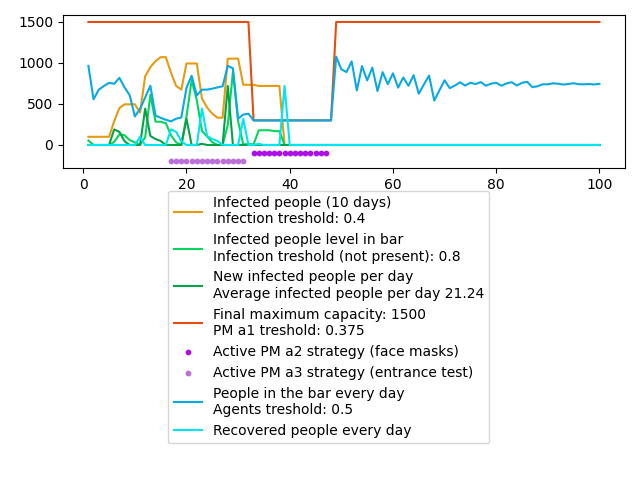 1500
1000
500
0
0 20 40 60 80 100
Infected people (10 days)
Infection treshold: 0.4
Infected people level in bar
Infection treshold (not present): 0.8
New infected people per day
Average infected people per day 21.24
Final maximum capacity: 1500
PM a1 treshold: 0.375
Active PM a2 strategy (face masks)
Active PM a3 strategy (entrance test)
People in the bar every day
Agents treshold: 0.5
Recovered people every day